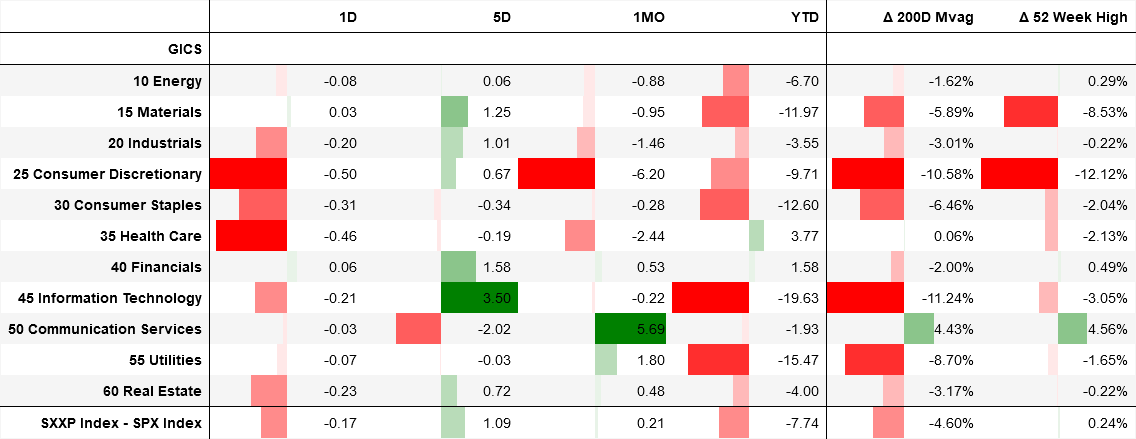 1D 5D 1MO YTD Δ 200D Mvag Δ 52 Week High
GICS
10 Energy -0.08 0.06 -0.88 -6.70 -1.62% 0.29%
15 Materials 0.03 1.25 -0.95 -11.97 -5.89% -8.53%
20 Industrials -0.20 1.01 -1.46 -3.55 -3.01% -0.22%
25 Consumer Discretionary -0.50 0.67 -6.20 -9.71 -10.58% -12.12%
30 Consumer Staples -0.31 -0.34 -0.28 -12.60 -6.46% -2.04%
35 Health Care -0.46 -0.19 -2.44 3.77 0.06% -2.13%
40 Financials 0.06 1.58 0.53 1.58 -2.00% 0.49%
45 Information Technology -0.21 3.50 -0.22 -19.63 -11.24% -3.05%
50 Communication Services -0.03 -2.02 5.69 -1.93 4.43% 4.56%
55 Utilities -0.07 -0.03 1.80 -15.47 -8.70% -1.65%
60 Real Estate -0.23 0.72 0.48 -4.00 -3.17% -0.22%
SXXP Index - SPX Index -0.17 1.09 0.21 -7.74 -4.60% 0.24%